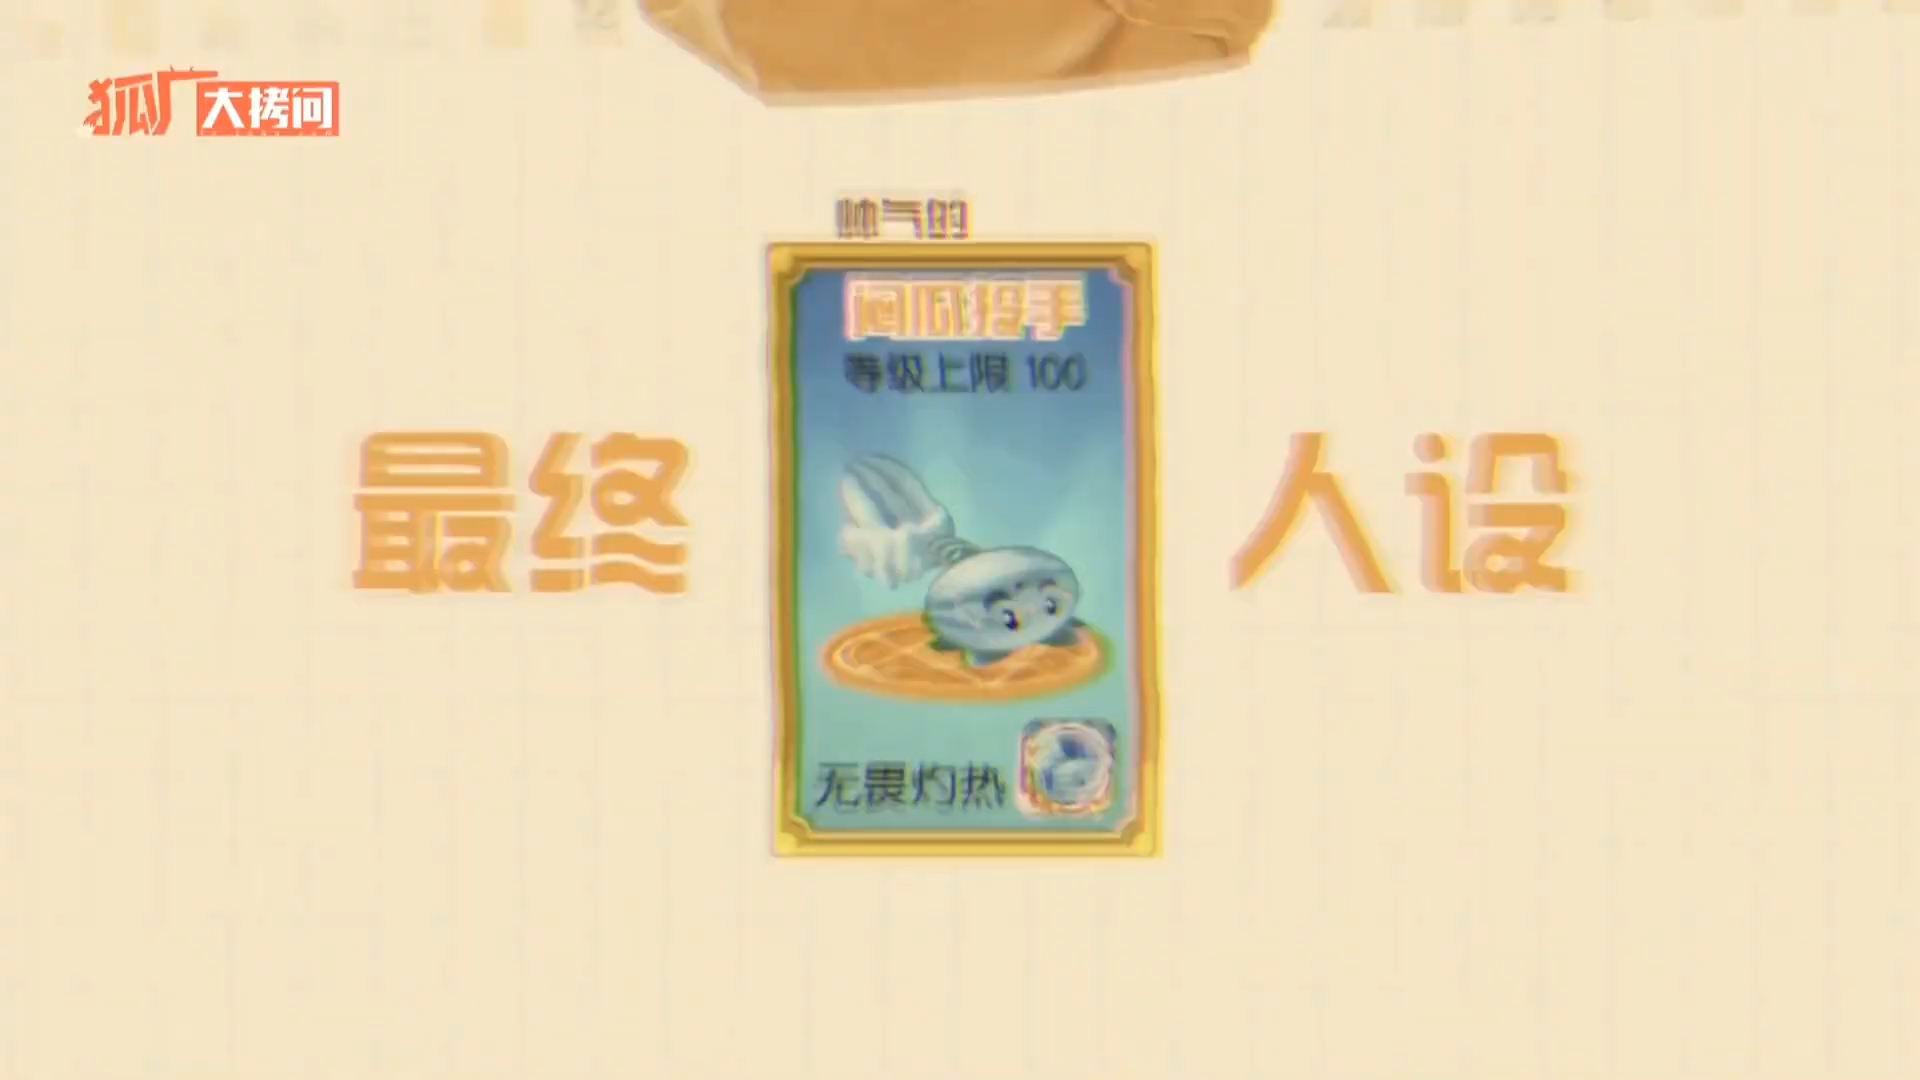 狐厂大拷问
帅气的
闷瓜投手
等级上限 100
最终
人设
无畏灼热